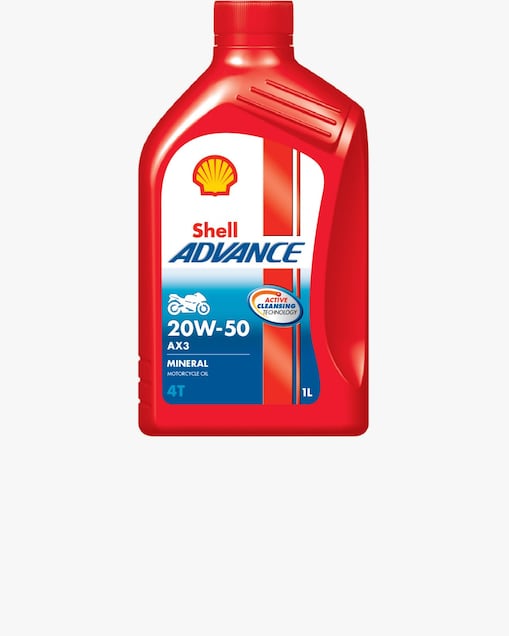 Shell
ADVANCE
ACTIVE
CLEANSING
TECHNOLOGY
20W-50
AX3
MINERAL
MOTORCYCLE OIL
4T
1L